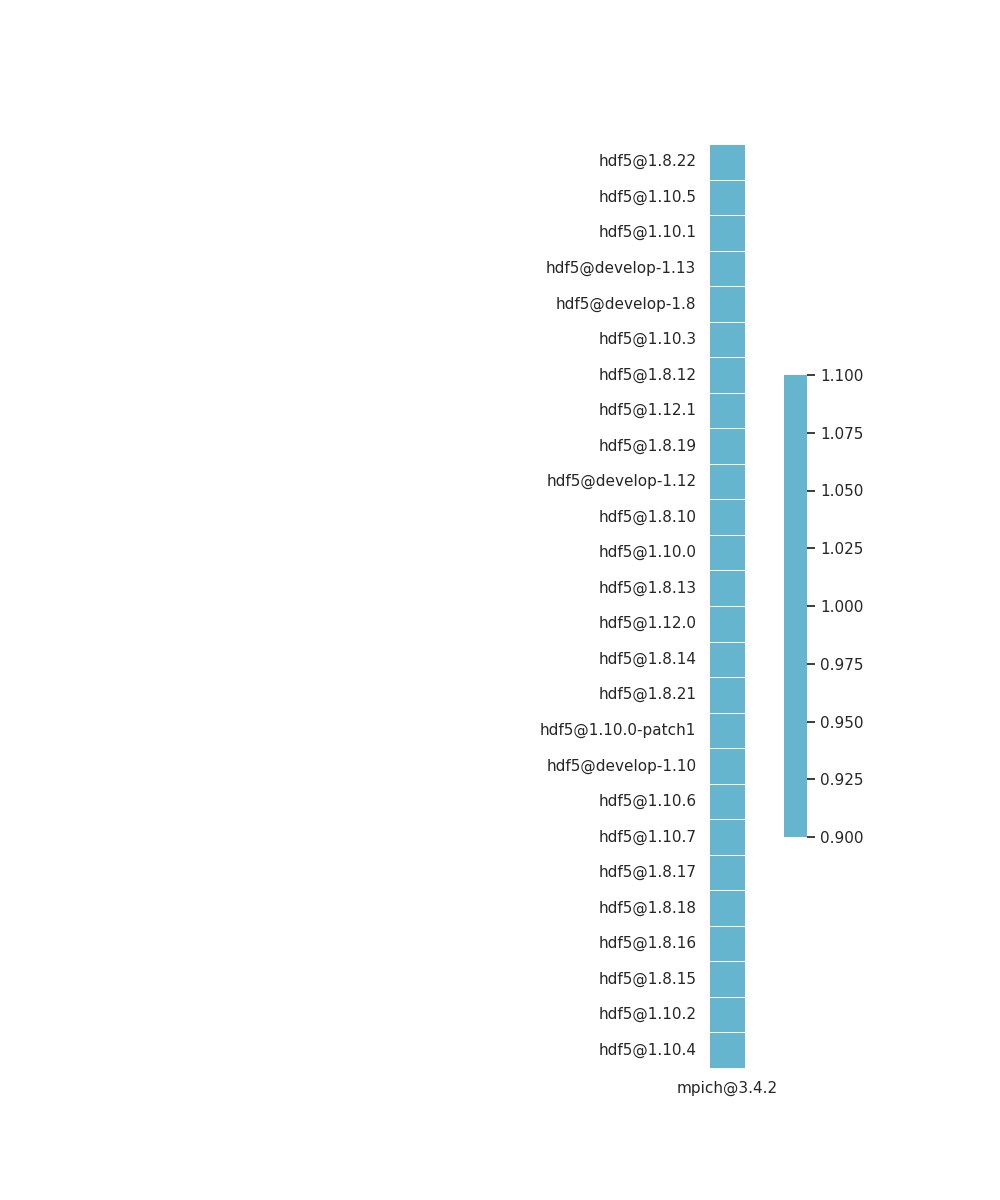 hdf5@1.8.22
hdf5@1.10.5
hdf5@1.10.1
hdf5@develop-1.13
hdf5@develop-1.8
hdf5@1.10.3
hdf5@1.8.12
hdf5@1.12.1
hdf5@1.8.19
hdf5@develop-1.12
hdf5@1.8.10
hdf5@1.10.0
hdf5@1.8.13
hdf5@1.12.0
hdf5@1.8.14
hdf5@1.8.21
hdf5@1.10.0-patch1
hdf5@develop-1.10
hdf5@1.10.6
hdf5@1.10.7
hdf5@1.8.17
hdf5@1.8.18
hdf5@1.8.16
hdf5@1.8.15
hdf5@1.10.2
hdf5@1.10.4
mpich@3.4.2
1.100
1.075
1.050
1.025
1.000
0.975
0.950
0.925
0.900